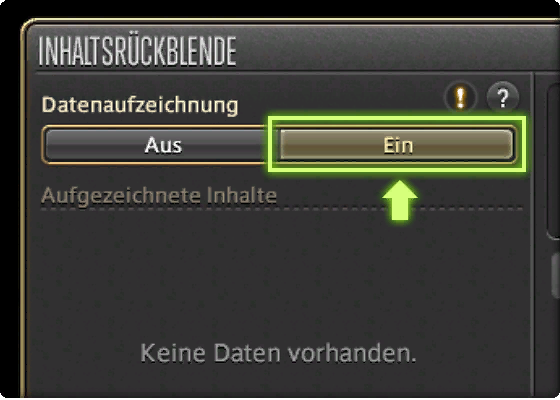 INHALTSRÜCKBLENDE
Datenaufzeichnung
! ?
Aus Ein
Aufgezeichnete Inhalte
Keine Daten vorhanden.